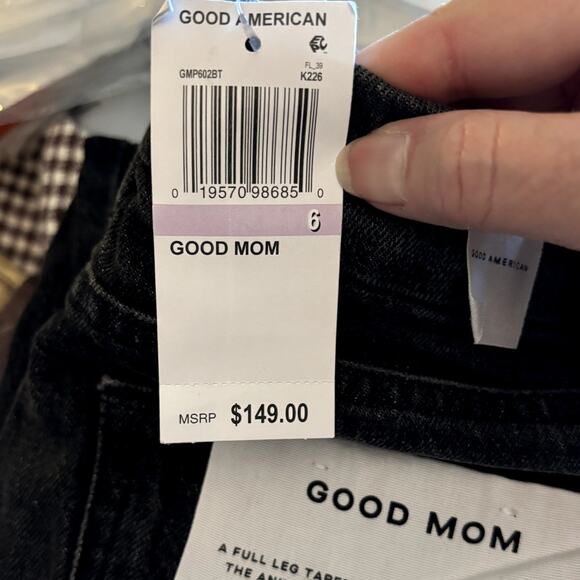 GOOD AMERICAN
FL_39
GMP602BT
K226
0 19570 98685 0
6
GOOD MOM
MSRP $149.00
GOOD AMERICAN
GOOD MOM
A FULL LEG
THE